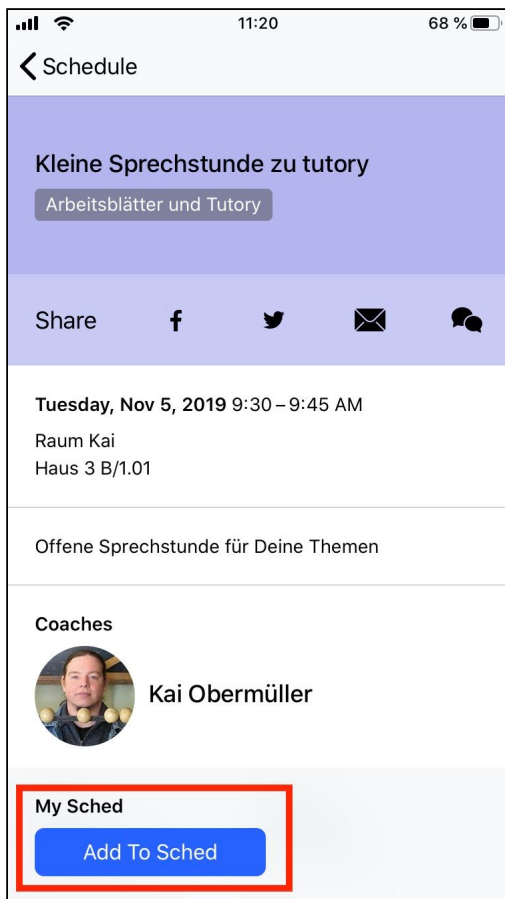 11:20
68 %
Schedule
Kleine Sprechstunde zu tutory
Arbeitsblätter und Tutory
Share
Tuesday, Nov 5, 2019 9:30 – 9:45 AM
Raum Kai
Haus 3 B/1.01
Offene Sprechstunde für Deine Themen
Coaches
Kai Obermüller
My Sched
Add To Sched